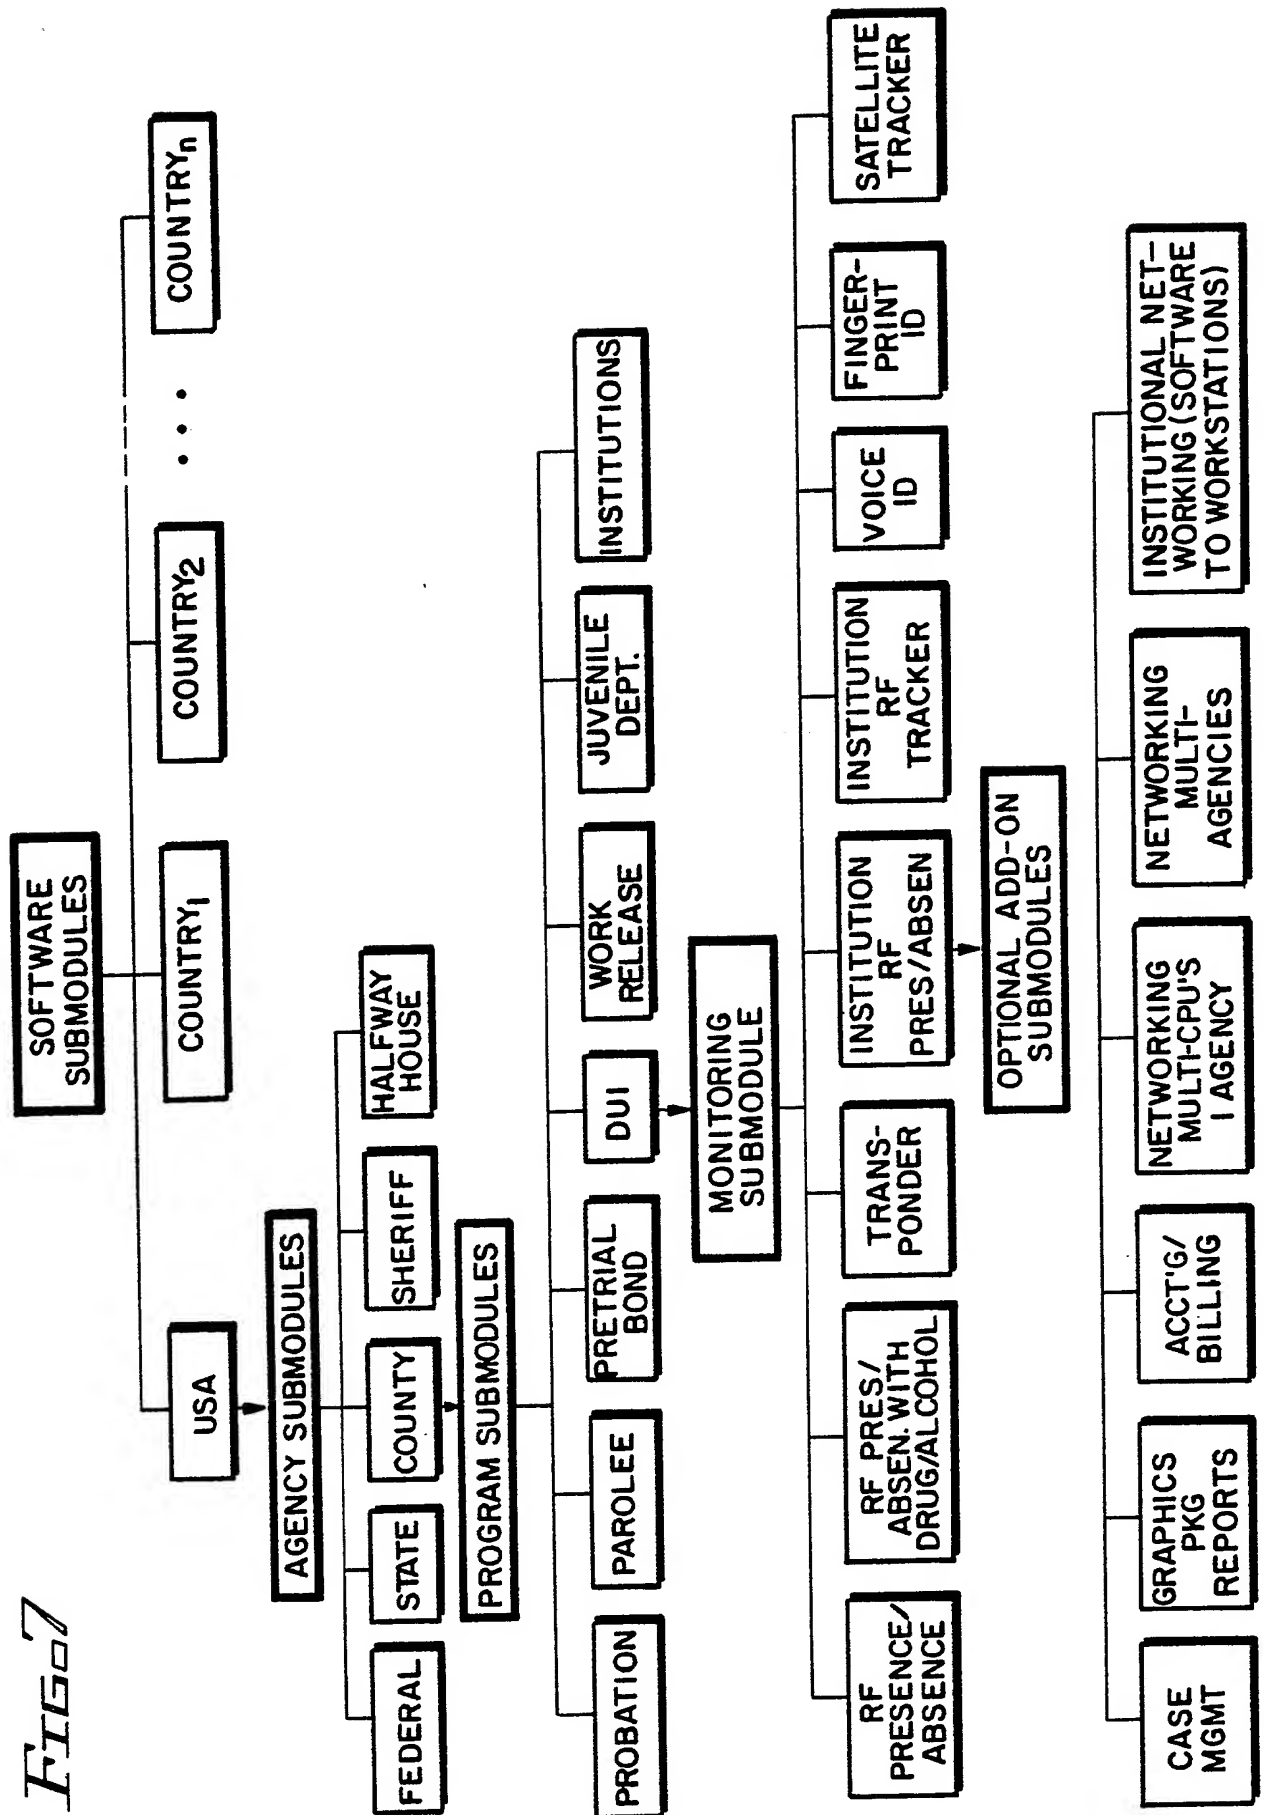 FIG. 7
SOFTWARE
SUBMODULES
USA
COUNTRY1
COUNTRY2
• • •
COUNTRYn
AGENCY SUBMODULES
FEDERAL
STATE
COUNTY
SHERIFF
HALFWAY
HOUSE
PROGRAM SUBMODULES
PROBATION
PAROLEE
PRETRIAL
BOND
DUI
WORK
RELEASE
JUVENILE
DEPT.
INSTITUTIONS
MONITORING
SUBMODULE
RF
PRESENCE/
ABSENCE
RF PRES/
ABSEN. WITH
DRUG/ALCOHOL
TRANS-
PONDER
INSTITUTION
RF
PRES/ABSEN
INSTITUTION
RF
TRACKER
VOICE
ID
FINGER-
PRINT
ID
SATELLITE
TRACKER
OPTIONAL ADD-ON
SUBMODULES
CASE
MGMT
GRAPHICS
PKG
REPORTS
ACCT'G/
BILLING
NETWORKING
MULTI-CPU'S
1 AGENCY
NETWORKING
MULTI-
AGENCIES
INSTITUTIONAL NET-
WORKING (SOFTWARE
TO WORKSTATIONS)